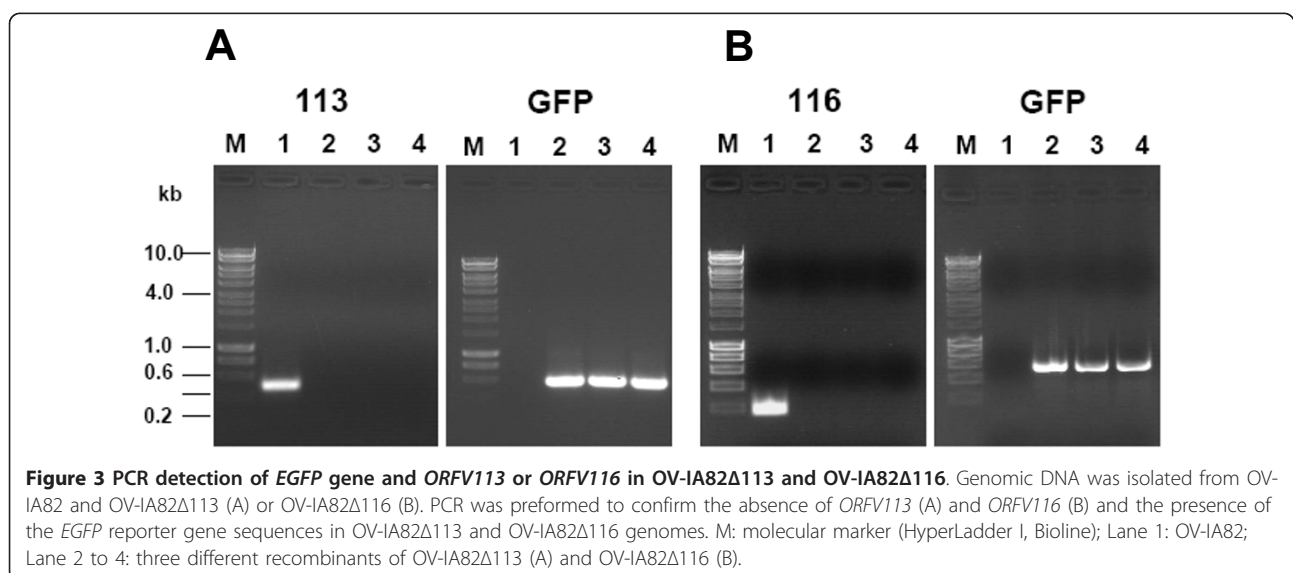 A
B
113
GFP
116
GFP
M 1 2 3 4
M 1 2 3 4
M 1 2 3 4
M 1 2 3 4
kb
10.0
4.0
1.0
0.6
0.2
Figure 3 PCR detection of EGFP gene and ORFV113 or ORFV116 in OV-IA82Δ113 and OV-IA82Δ116. Genomic DNA was isolated from OV-
IA82 and OV-IA82Δ113 (A) or OV-IA82Δ116 (B). PCR was preformed to confirm the absence of ORFV113 (A) and ORFV116 (B) and the presence of
the EGFP reporter gene sequences in OV-IA82Δ113 and OV-IA82Δ116 genomes. M: molecular marker (HyperLadder I, Bioline); Lane 1: OV-IA82;
Lane 2 to 4: three different recombinants of OV-IA82Δ113 (A) and OV-IA82Δ116 (B).